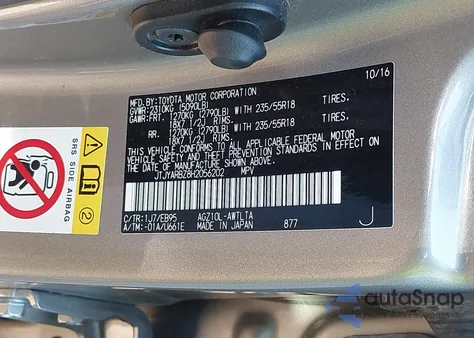 10/16
MFD.BY:TOYOTA MOTOR CORPORATION
GVWR:2310KG (5090LB)
GAWR:FRT. 1270KG (2790LB) WITH 235/55R18 TIRES,
18X7 1/2J RIMS.
RR. 1270KG (2790LB) WITH 235/55R18 TIRES,
18X7 1/2J RIMS.
THIS VEHICLE CONFORMS TO ALL APPLICABLE FEDERAL MOTOR
VEHICLE SAFETY, BUMPER AND THEFT PREVENTION STANDARDS IN EFFECT ON
THE DATE OF MANUFACTURE SHOWN ABOVE.
JTJYARBZ8H2056202 MPV
C/TR:1J7/EB95 AGZ10L-AWTLTA
A/TM:-01A/U661E MADE IN JAPAN 877
J
SRS SIDE AIRBAG
2
autoSnap